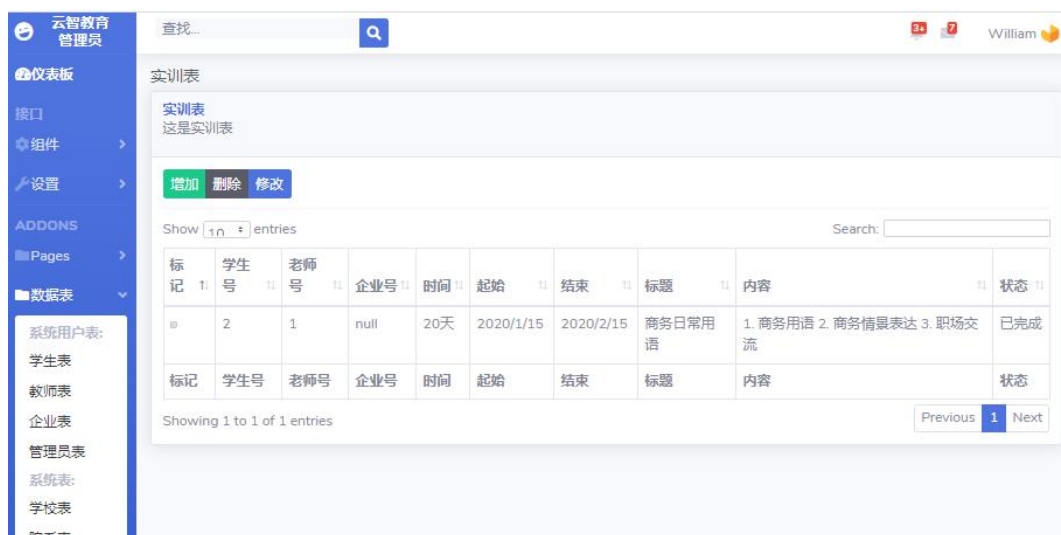 云智教育
管理员
查找...
3+
7
William
仪表板
接口
组件
设置
ADDONS
Pages
数据表
系统用户表:
学生表
教师表
企业表
管理员表
系统表:
学校表
实训表
实训表
这是实训表
增加 删除 修改
Show 10 entries
Search:
标记 学生号 老师号 企业号 时间 起始 结束 标题 内容 状态
2 1 null 20天 2020/1/15 2020/2/15 商务日常用语 1. 商务用语 2. 商务情景表达 3. 职场交流 已完成
标记 学生号 老师号 企业号 时间 起始 结束 标题 内容 状态
Showing 1 to 1 of 1 entries
Previous 1 Next